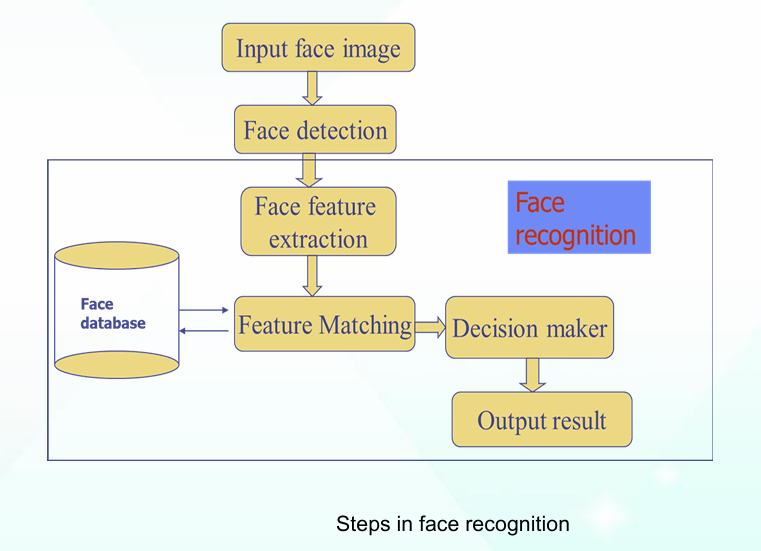 Input face image
Face detection
Face feature
extraction
Face
recognition
Face
database
Feature Matching
Decision maker
Output result
Steps in face recognition